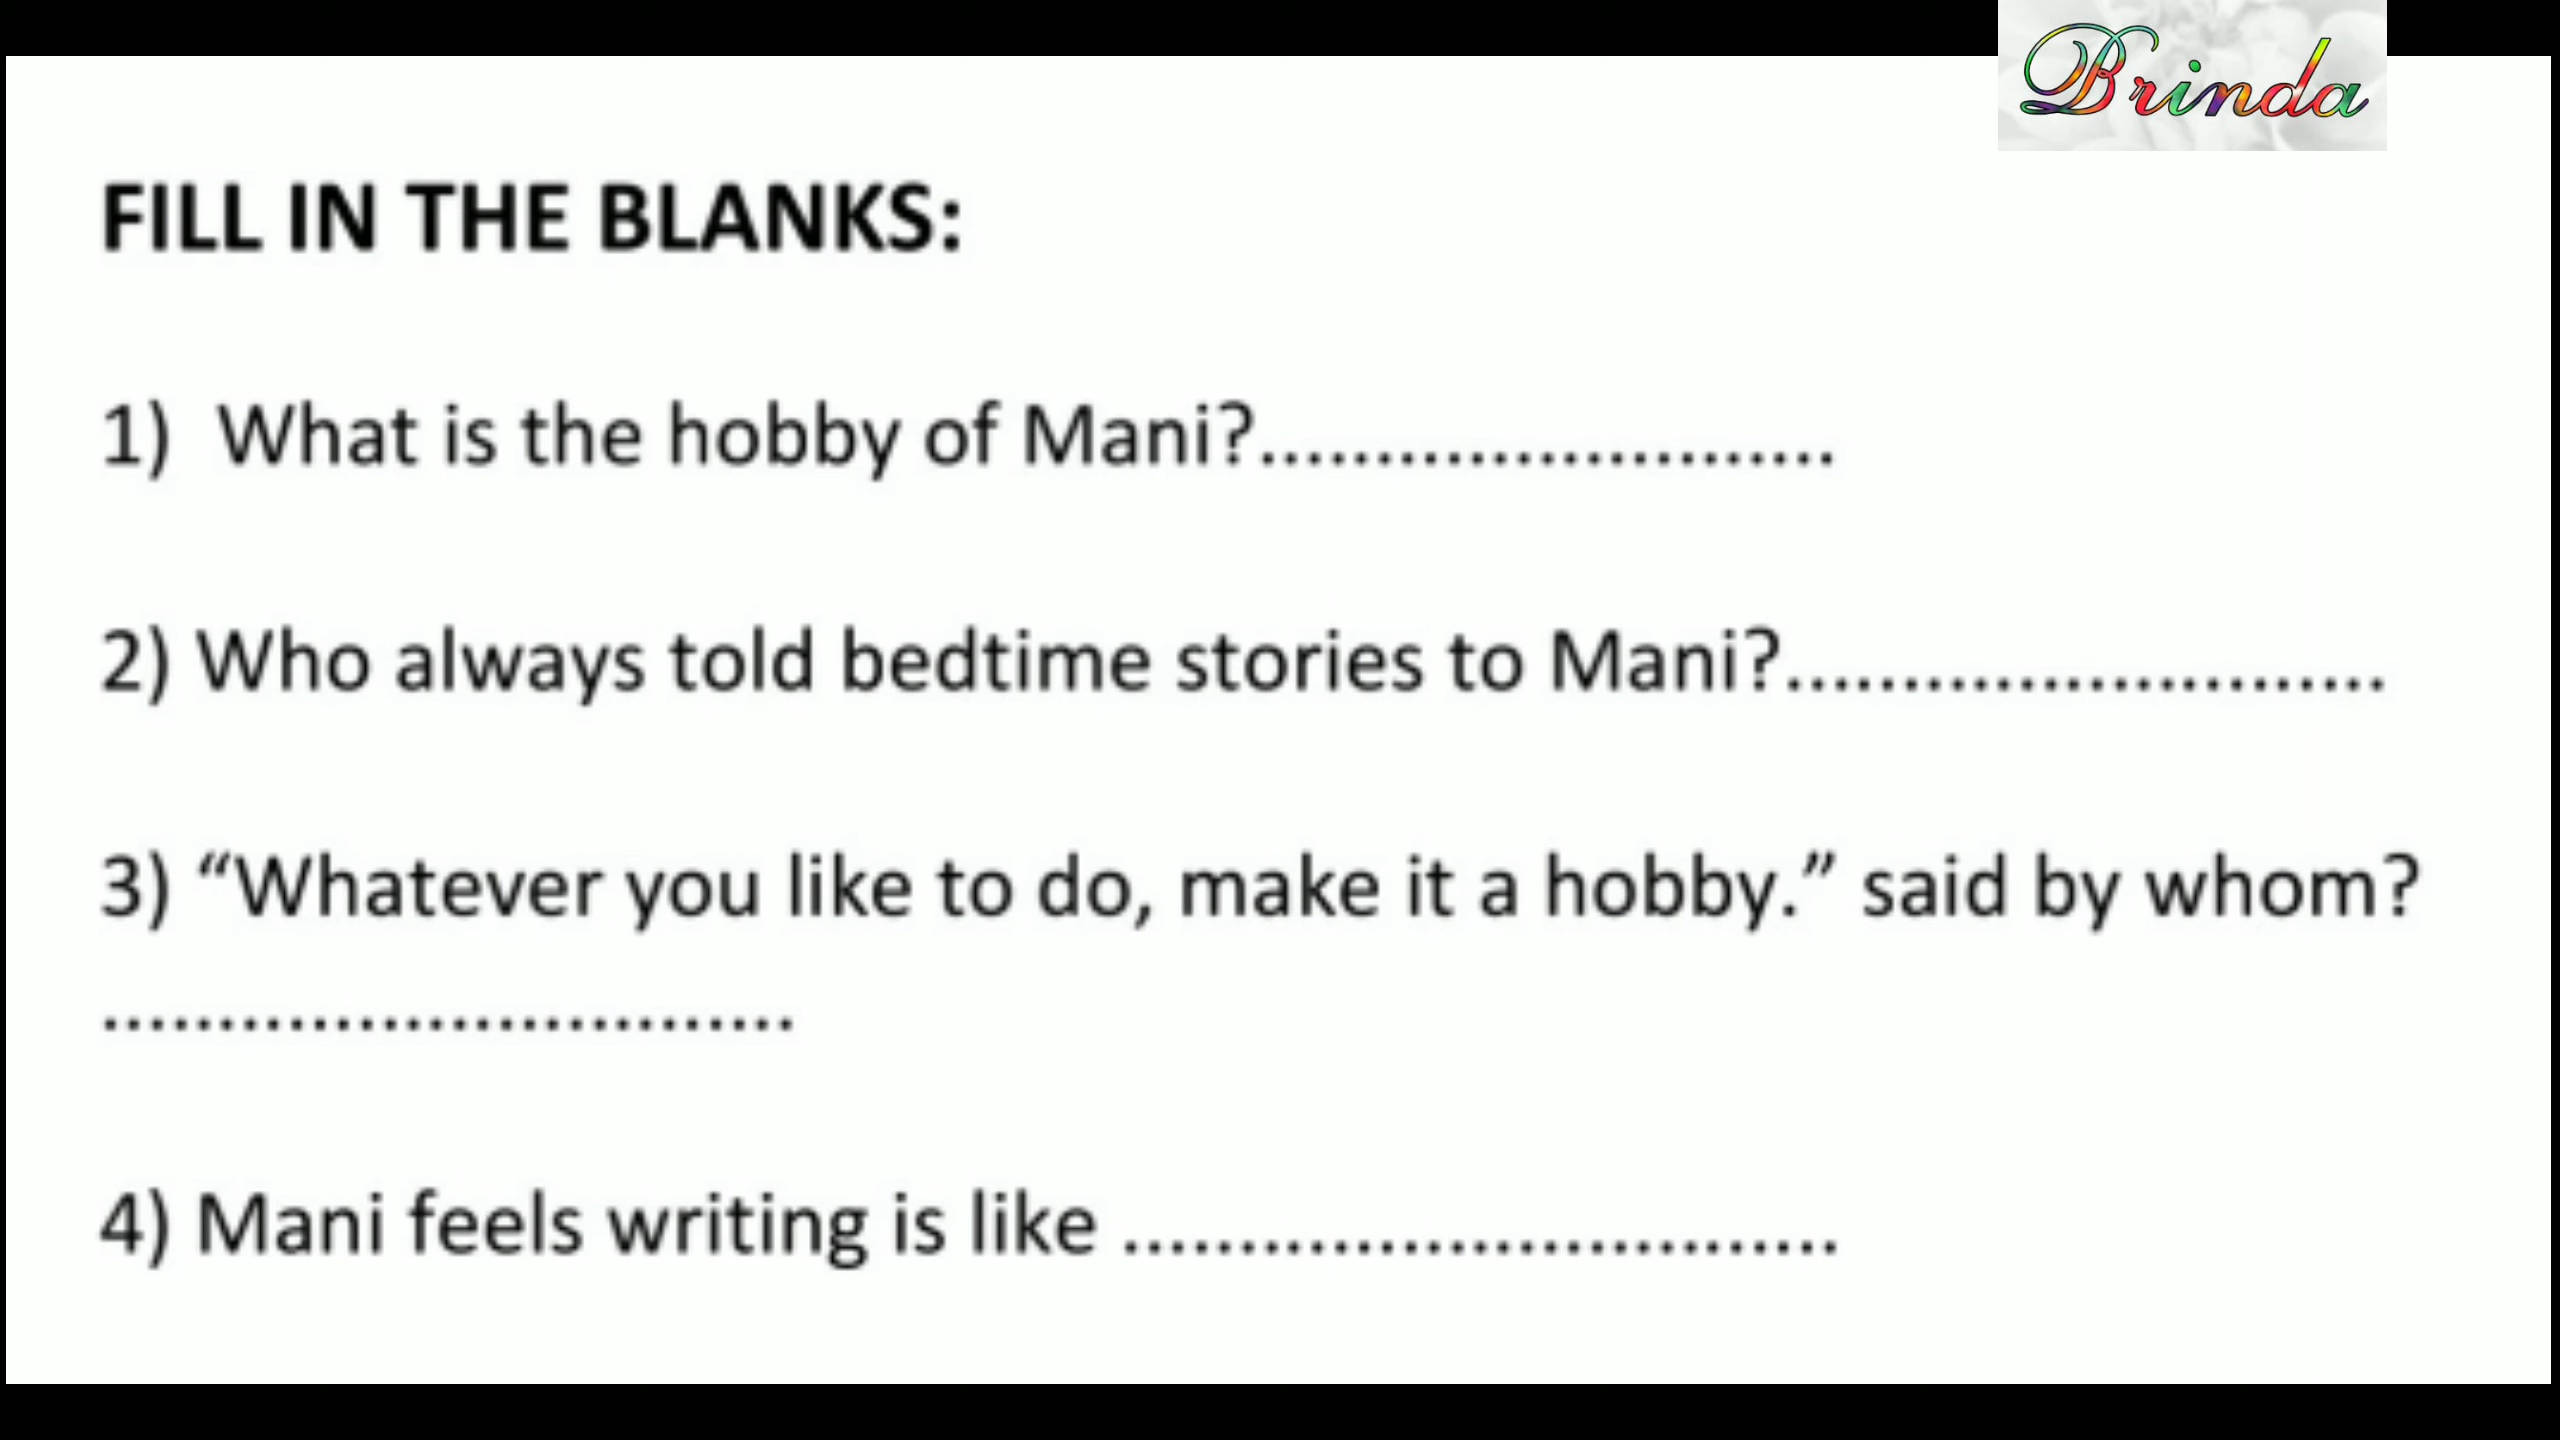 Brinda
FILL IN THE BLANKS:
1) What is the hobby of Mani?.........................
2) Who always told bedtime stories to Mani?..........................
3) “Whatever you like to do, make it a hobby.” said by whom?
..............................
4) Mani feels writing is like ...............................